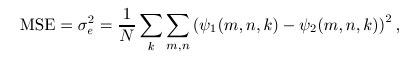 MSE = σ_e^2 = \frac{1}{N} \sum_k \sum_{m,n} (ψ_1(m, n, k) − ψ_2(m, n, k))^2 ,